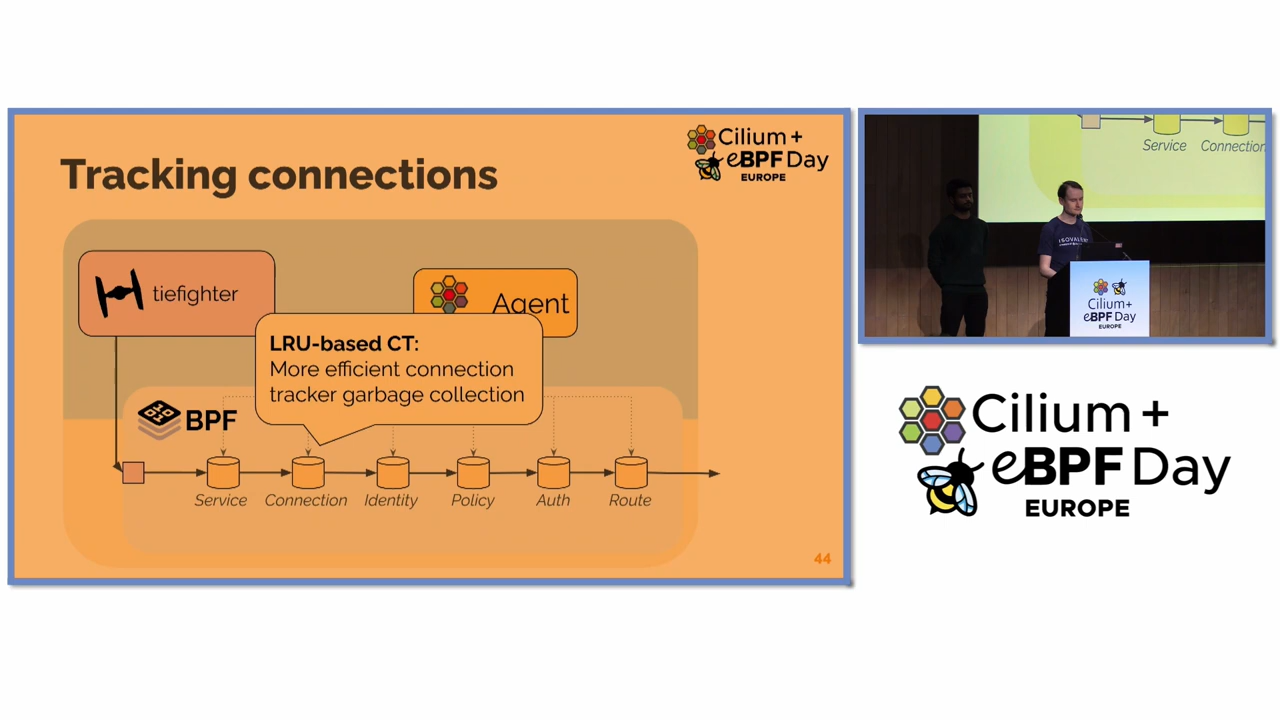 Tracking connections
Cilium +
eBPF Day
EUROPE
tiefighter
Agent
LRU-based CT:
More efficient connection
tracker garbage collection
BPF
Service
Connection
Identity
Policy
Auth
Route
44
Service
Connection
ISOVALENT
Cilium +
eBPF Day
EUROPE
Cilium +
eBPF Day
EUROPE